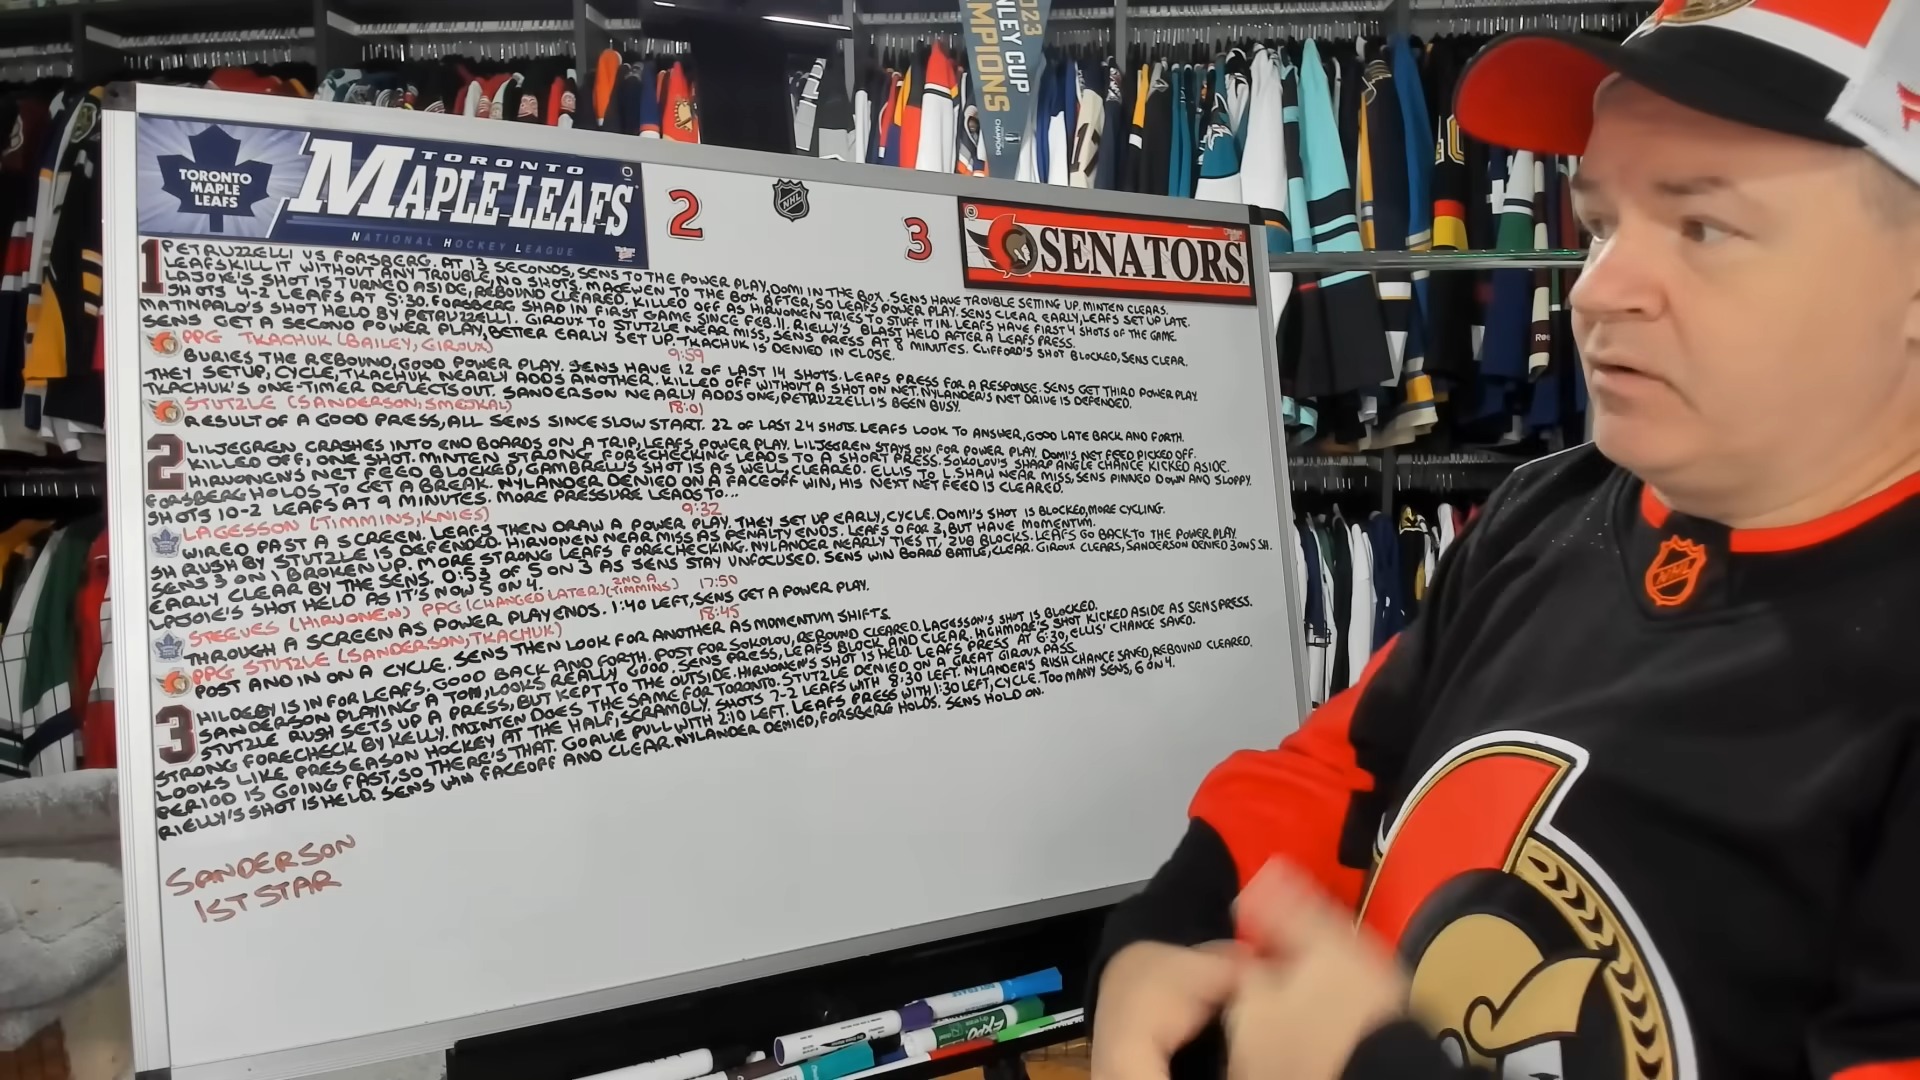 2023
STANLEY CUP
CHAMPIONS
TORONTO
MAPLE
LEAFS
TORONTO
MAPLE LEAFS
NATIONAL HOCKEY LEAGUE
2
NHL
3
SENATORS
1 PETRUZZELLI VS FORSBERG. AT 13 SECONDS, SENS TO THE POWER PLAY, DOMI IN THE BOX. SENS HAVE TROUBLE SETTING UP. MINTEN CLEARS.
LEAFS KILL IT WITHOUT ANY TROUBLE, NO SHOTS. MACEWEN TO THE BOX AFTER, SO LEAFS POWER PLAY. SENS CLEAR EARLY, LEAFS SET UP LATE.
LAJOIE'S SHOT IS TURNED ASIDE, REBOUND CLEARED. KILLED OFF AS HIRVONEN TRIES TO STUFF IT IN. LEAFS HAVE FIRST 4 SHOTS OF THE GAME.
SHOTS 4-2 LEAFS AT 5:30. FORSBERG SHARP IN FIRST GAME SINCE FEB. 11. RIELLY'S BLAST HELD AFTER A LEAFS PRESS.
MATINPALO'S SHOT HELD BY PETRUZZELLI. GIROUX TO STUTZLE NEAR MISS, SENS PRESS AT 8 MINUTES. CLIFFORD'S SHOT BLOCKED, SENS CLEAR.
SENS GET A SECOND POWER PLAY, BETTER EARLY SET UP. TKACHUK IS DENIED IN CLOSE.
PPG TKACHUK (BAILEY, GIROUX) 9:59
BURIES THE REBOUND, GOOD POWER PLAY. SENS HAVE 12 OF LAST 14 SHOTS. LEAFS PRESS FOR A RESPONSE. SENS GET THIRD POWER PLAY.
THEY SETUP, CYCLE, TKACHUK NEARLY ADDS ANOTHER. KILLED OFF WITHOUT A SHOT ON NET. NYLANDER'S NET DRIVE IS DEFENDED.
TKACHUK'S ONE-TIMER DEFLECTS OUT. SANDERSON NEARLY ADDS ONE, PETRUZZELLI'S BEEN BUSY.
STUTZLE (SANDERSON, SMEJKAL) 18:01
RESULT OF A GOOD PRESS, ALL SENS SINCE SLOW START. 22 OF LAST 24 SHOTS. LEAFS LOOK TO ANSWER, GOOD LATE BACK AND FORTH.
2 LILJEGREN CRASHES INTO END BOARDS ON A TRIP, LEAFS POWER PLAY. LILJEGREN STAYS ON FOR POWER PLAY. DOMI'S NET FEED PICKED OFF.
KILLED OFF, ONE SHOT. MINTEN STRONG FORECHECKING LEADS TO A SHORT PRESS. SOKOLOV'S SHARP ANGLE CHANCE KICKED ASIDE.
HIRVONEN'S NET FEED BLOCKED, GAMBRELL'S SHOT IS AS WELL, CLEARED. ELLIS TO L. SHAW NEAR MISS, SENS PINNED DOWN AND SLOPPY.
FORSBERG HOLDS TO GET A BREAK. NYLANDER DENIED ON A FACEOFF WIN, HIS NEXT NET FEED IS CLEARED.
SHOTS 10-2 LEAFS AT 9 MINUTES. MORE PRESSURE LEADS TO...
LAGESSON (TIMMINS, KNIES) 9:32
WIRED PAST A SCREEN. LEAFS THEN DRAW A POWER PLAY. THEY SET UP EARLY, CYCLE. DOMI'S SHOT IS BLOCKED, MORE CYCLING.
SH RUSH BY STUTZLE IS DEFENDED. HIRVONEN NEAR MISS AS PENALTY ENDS. LEAFS 0 FOR 3, BUT HAVE MOMENTUM.
SENS 3 ON 1 BROKEN UP. MORE STRONG LEAFS FORECHECKING. NYLANDER NEARLY TIES IT, ZUB BLOCKS. LEAFS GO BACK TO THE POWER PLAY.
EARLY CLEAR BY THE SENS. 0:53 OF 5 ON 3 AS SENS STAY UNFOCUSED. SENS WIN BOARD BATTLE, CLEAR. GIROUX CLEARS, SANDERSON DENIED 3 ON 5 SH.
LAJOIE'S SHOT HELD AS IT'S NOW 5 ON 4.
STEEVES (HIRVONEN) PPG (CHANGED LATER) (2ND A TIMMINS) 17:50
THROUGH A SCREEN AS POWER PLAY ENDS. 1:40 LEFT, SENS GET A POWER PLAY.
PPG STUTZLE (SANDERSON, TKACHUK) 18:45
POST AND IN ON A CYCLE. SENS THEN LOOK FOR ANOTHER AS MOMENTUM SHIFTS.
3 HILDEBY IS IN FOR LEAFS. GOOD BACK AND FORTH. POST FOR SOKOLOV, REBOUND CLEARED. LAGESSON'S SHOT IS BLOCKED.
SANDERSON PLAYING A TON, LOOKS REALLY GOOD. SENS PRESS, LEAFS BLOCK AND CLEAR. HIGHMORE'S SHOT KICKED ASIDE AS SENS PRESS.
STUTZLE RUSH SETS UP A PRESS, BUT KEPT TO THE OUTSIDE. HIRVONEN'S SHOT IS HELD. LEAFS PRESS AT 6:30, ELLIS' CHANCE SAVED.
STRONG FORECHECK BY KELLY. MINTEN DOES THE SAME FOR TORONTO. STUTZLE DENIED ON A GREAT GIROUX PASS.
LOOKS LIKE PRESEASON HOCKEY AT THE HALF, SCRAMBLY. SHOTS 7-2 LEAFS WITH 8:30 LEFT. NYLANDER'S RUSH CHANCE SAVED, REBOUND CLEARED.
PERIOD IS GOING FAST, SO THERE'S THAT. GOALIE PULL WITH 2:10 LEFT. LEAFS PRESS WITH 1:30 LEFT, CYCLE. TOO MANY SENS, 6 ON 4.
RIELLY'S SHOT IS HELD. SENS WIN FACEOFF AND CLEAR. NYLANDER DENIED, FORSBERG HOLDS. SENS HOLD ON.
SANDERSON
1ST STAR
EXPO
NHL